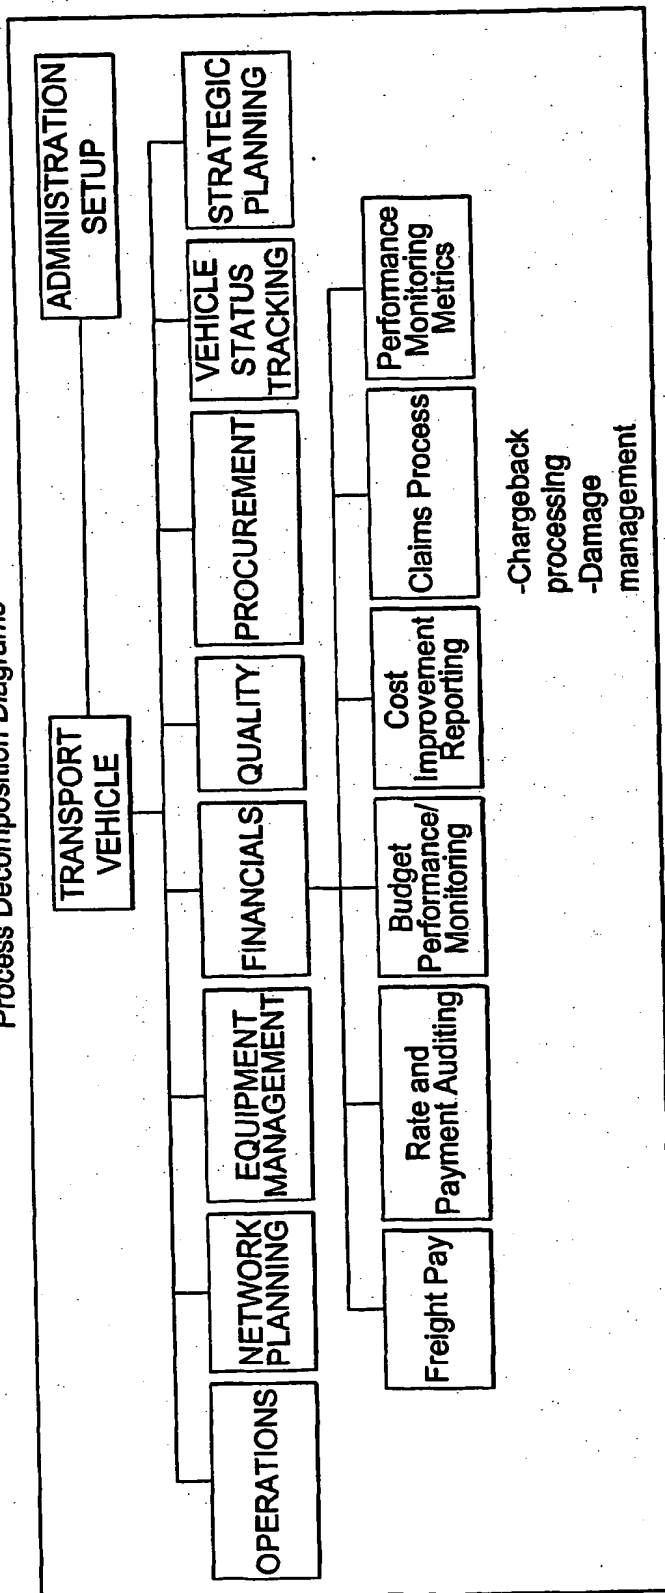 Process Decomposition Diagrams
TRANSPORT
VEHICLE
ADMINISTRATION
SETUP
OPERATIONS
NETWORK
PLANNING
EQUIPMENT
MANAGEMENT
FINANCIALS
QUALITY
PROCUREMENT
VEHICLE
STATUS
TRACKING
STRATEGIC
PLANNING
Freight Pay
Rate and
Payment Auditing
Budget
Performance/
Monitoring
Cost
Improvement
Reporting
Claims Process
Performance
Monitoring
Metrics
-Chargeback
processing
-Damage
management